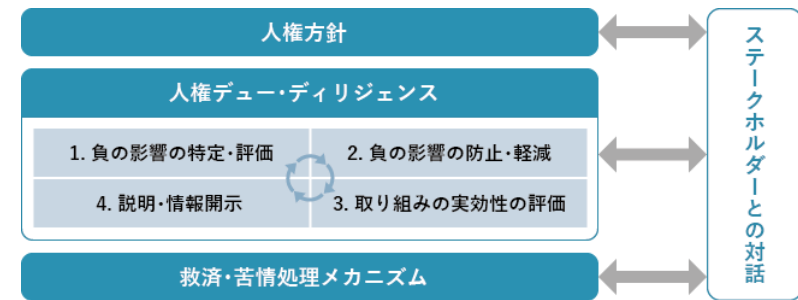 人権方針
人権デュー・ディリジェンス
1. 負の影響の特定・評価
2. 負の影響の防止・軽減
4. 説明・情報開示
3. 取り組みの実効性の評価
救済・苦情処理メカニズム
ステークホルダーとの対話